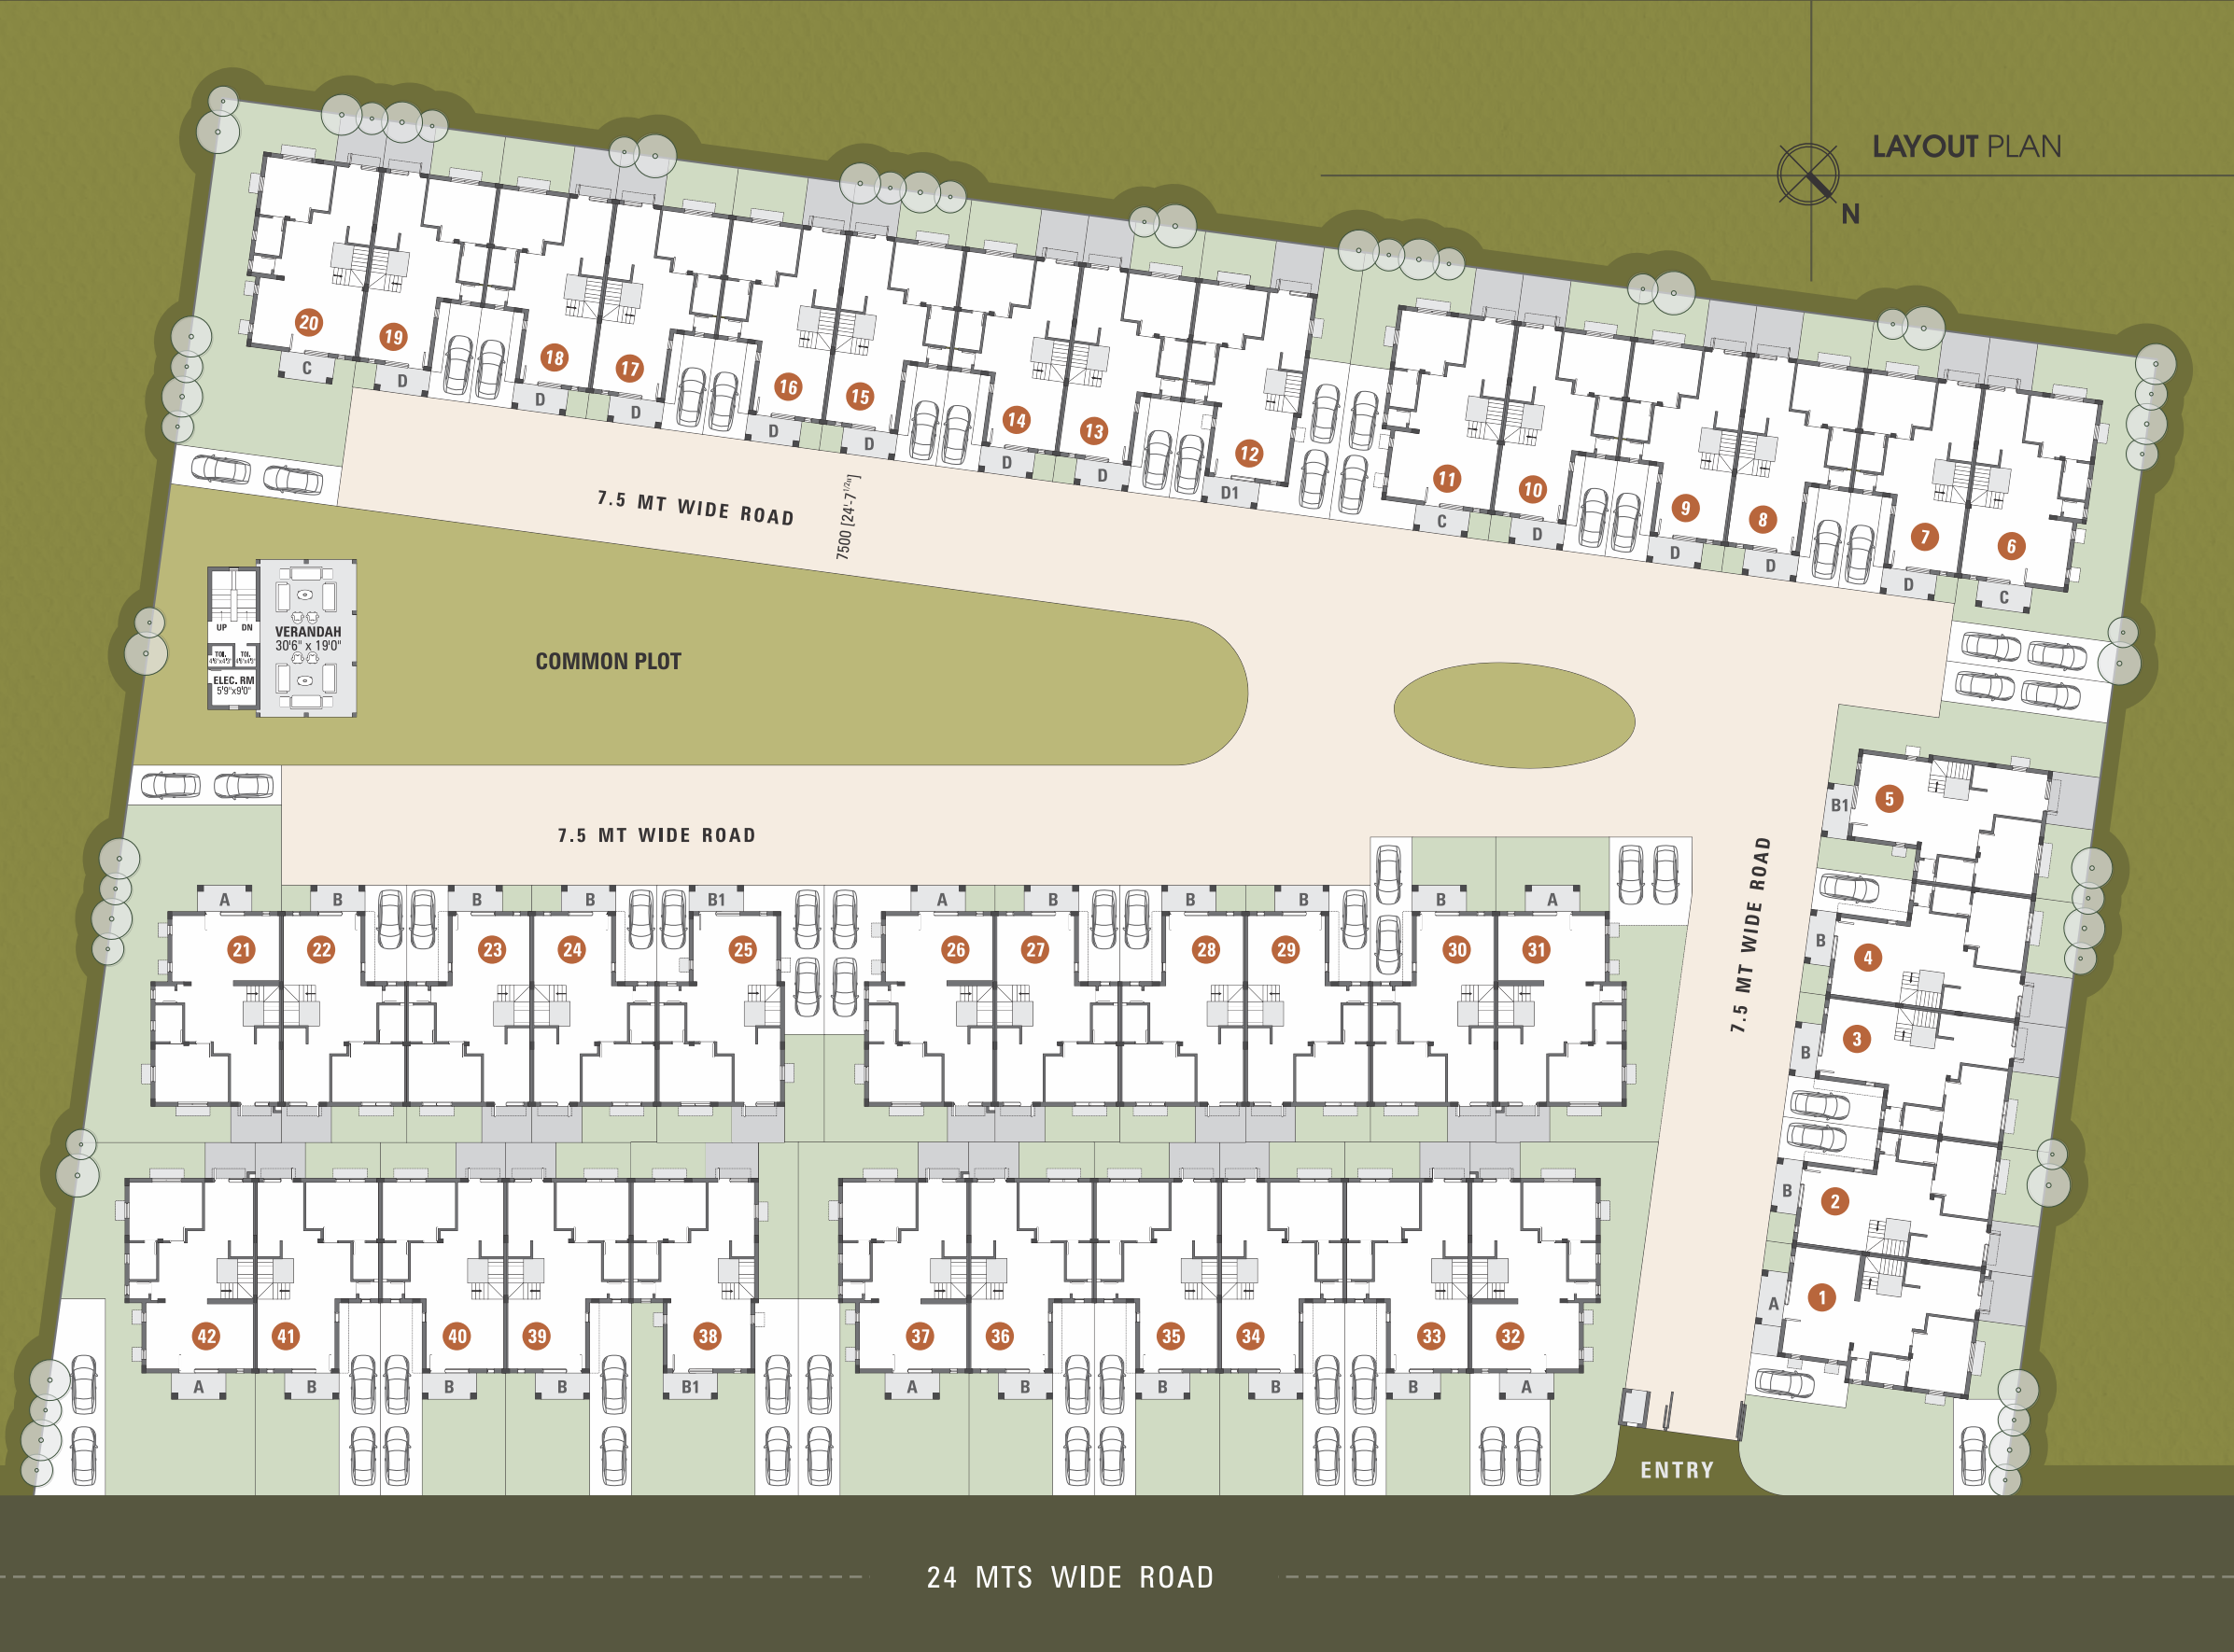 LAYOUT PLAN
N
20
19
18
17
16
15
14
13
12
11
10
9
8
7
6
C
D
D
D
D
D
D
D
D1
C
D
D
D
D
C
7.5 MT WIDE ROAD
7500 [24'-7 1/2"]
UP DN
VERANDAH
30'6" x 19'0"
TOI. TOI.
ELEC. RM
5'9"x9'0"
COMMON PLOT
7.5 MT WIDE ROAD
7.5 MT WIDE ROAD
B1
5
B
4
B
3
B
2
A
1
A B B B B1 A B B B B A
21 22 23 24 25 26 27 28 29 30 31
42 41 40 39 38 37 36 35 34 33 32
A B B B B1 A B B B B A
ENTRY
24 MTS WIDE ROAD